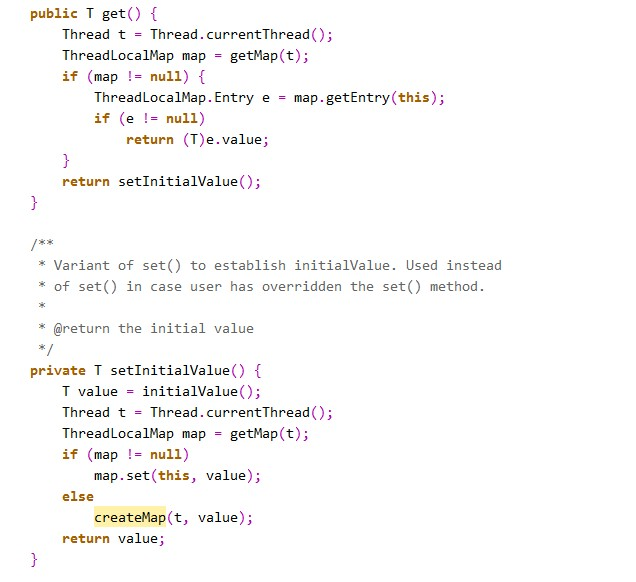 public T get() {
    Thread t = Thread.currentThread();
    ThreadLocalMap map = getMap(t);
    if (map != null) {
        ThreadLocalMap.Entry e = map.getEntry(this);
        if (e != null)
            return (T)e.value;
    }
    return setInitialValue();
}

/**
 * Variant of set() to establish initialValue. Used instead
 * of set() in case user has overridden the set() method.
 *
 * @return the initial value
 */
private T setInitialValue() {
    T value = initialValue();
    Thread t = Thread.currentThread();
    ThreadLocalMap map = getMap(t);
    if (map != null)
        map.set(this, value);
    else
        createMap(t, value);
    return value;
}